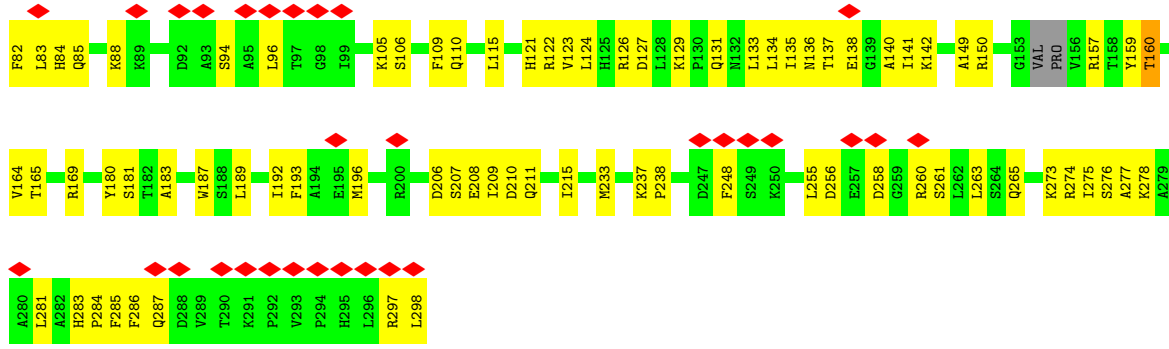 F82 L83 H84 Q85 K88 K89 D92 A93 S94 A95 L96 T97 G98 I99 K105 S106 F109 Q110 L115 H121 R122 V123 L124 H125 R126 D127 L128 K129 P130 Q131 N132 L133 L134 I135 N136 T137 E138 G139 A140 I141 K142 A149 R150 G153 VAL PRO V156 R157 T158 Y159 T160
V164 T165 R169 Y180 S181 T182 A183 W187 S188 L189 I192 F193 A194 E195 M196 R200 D206 S207 E208 I209 D210 Q211 I215 M233 K237 P238 D247 F248 S249 K250 L255 D256 E257 D258 G259 R260 S261 L262 L263 S264 Q265 K273 R274 I275 S276 A277 K278 A279
A280 L281 A282 H283 P284 F285 F286 Q287 D288 V289 T290 K291 P292 V293 P294 H295 L296 R297 L298